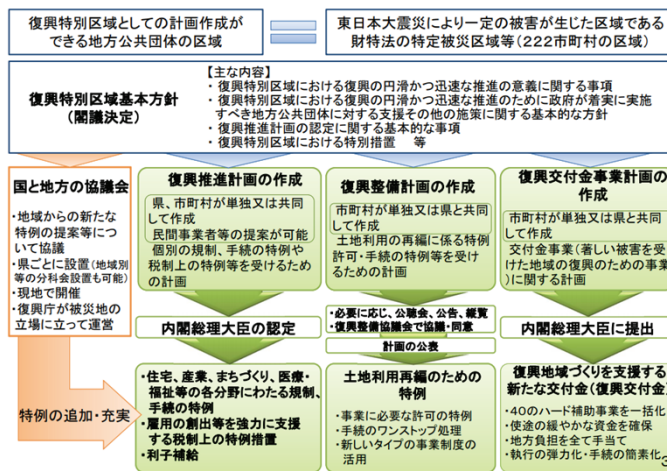 復興特別区域としての計画作成が
できる地方公共団体の区域
東日本大震災により一定の被害が生じた区域である
財特法の特定被災区域等(222市町村の区域)
復興特別区域基本方針
(閣議決定)
【主な内容】
・復興特別区域における復興の円滑かつ迅速な推進の意義に関する事項
・復興特別区域における復興の円滑かつ迅速な推進のために政府が着実に実施
すべき地方公共団体に対する支援その他の施策に関する基本的な方針
・復興推進計画の認定に関する基本的な事項
・復興特別区域における特別措置 等
国と地方の協議会
・地域からの新たな
特例の提案等につ
いて協議
・県ごとに設置(地域別
等の分科会設置も可能)
・現地で開催
・復興庁が被災地の
立場に立って運営
特例の追加・充実
復興推進計画の作成
県、市町村が単独又は共同
して作成
民間事業者等の提案が可能
個別の規制、手続の特例や
税制上の特例等を受けるため
の計画
内閣総理大臣の認定
・住宅、産業、まちづくり、医療・
福祉等の各分野にわたる規制、
手続の特例
・雇用の創出等を強力に支援
する税制上の特例措置
・利子補給
復興整備計画の作成
市町村が単独又は県と共同
して作成
土地利用の再編に係る特例
許可・手続の特例等を受
けるための計画
・必要に応じ、公聴会、公告、縦覧
・復興整備協議会で協議・同意
計画の公表
土地利用再編のための
特例
・事業に必要な許可の特例
・手続のワンストップ処理
・新しいタイプの事業制度の
活用
復興交付金事業計画の
作成
市町村が単独又は県と共同
して作成
交付金事業(著しい被害を受
けた地域の復興のための事業
)に関する計画
内閣総理大臣に提出
復興地域づくりを支援する
新たな交付金(復興交付金)
・40のハード補助事業を一括化
・使途の緩やかな資金を確保
・地方負担を全て手当て
・執行の弾力化・手続の簡素化
3